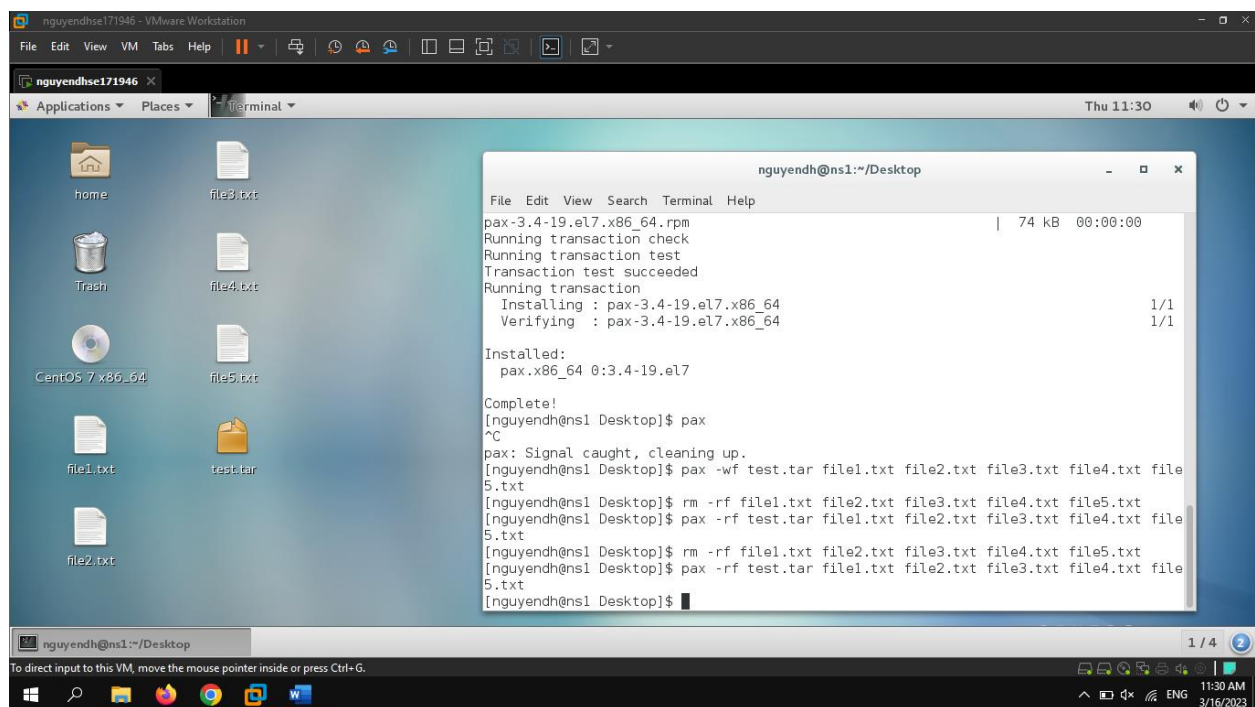 nguyendhse171946 - VMware Workstation
File Edit View VM Tabs Help
nguyendhse171946
Applications Places Terminal Thu 11:30
home
file3.txt
Trash
file4.txt
CentOS 7 x86_64
file5.txt
file1.txt
test.tar
file2.txt
nguyendh@ns1:~/Desktop
File Edit View Search Terminal Help
pax-3.4-19.el7.x86_64.rpm | 74 kB 00:00:00
Running transaction check
Running transaction test
Transaction test succeeded
Running transaction
Installing : pax-3.4-19.el7.x86_64 1/1
Verifying : pax-3.4-19.el7.x86_64 1/1
Installed:
pax.x86_64 0:3.4-19.el7
Complete!
[nguyendh@ns1 Desktop]$ pax
^C
pax: Signal caught, cleaning up.
[nguyendh@ns1 Desktop]$ pax -wf test.tar file1.txt file2.txt file3.txt file4.txt file
5.txt
[nguyendh@ns1 Desktop]$ rm -rf file1.txt file2.txt file3.txt file4.txt file5.txt
[nguyendh@ns1 Desktop]$ pax -rf test.tar file1.txt file2.txt file3.txt file4.txt file
5.txt
[nguyendh@ns1 Desktop]$ rm -rf file1.txt file2.txt file3.txt file4.txt file5.txt
[nguyendh@ns1 Desktop]$ pax -rf test.tar file1.txt file2.txt file3.txt file4.txt file
5.txt
[nguyendh@ns1 Desktop]$
nguyendh@ns1:~/Desktop 1 / 4 2
To direct input to this VM, move the mouse pointer inside or press Ctrl+G.
ENG 11:30 AM
3/16/2023